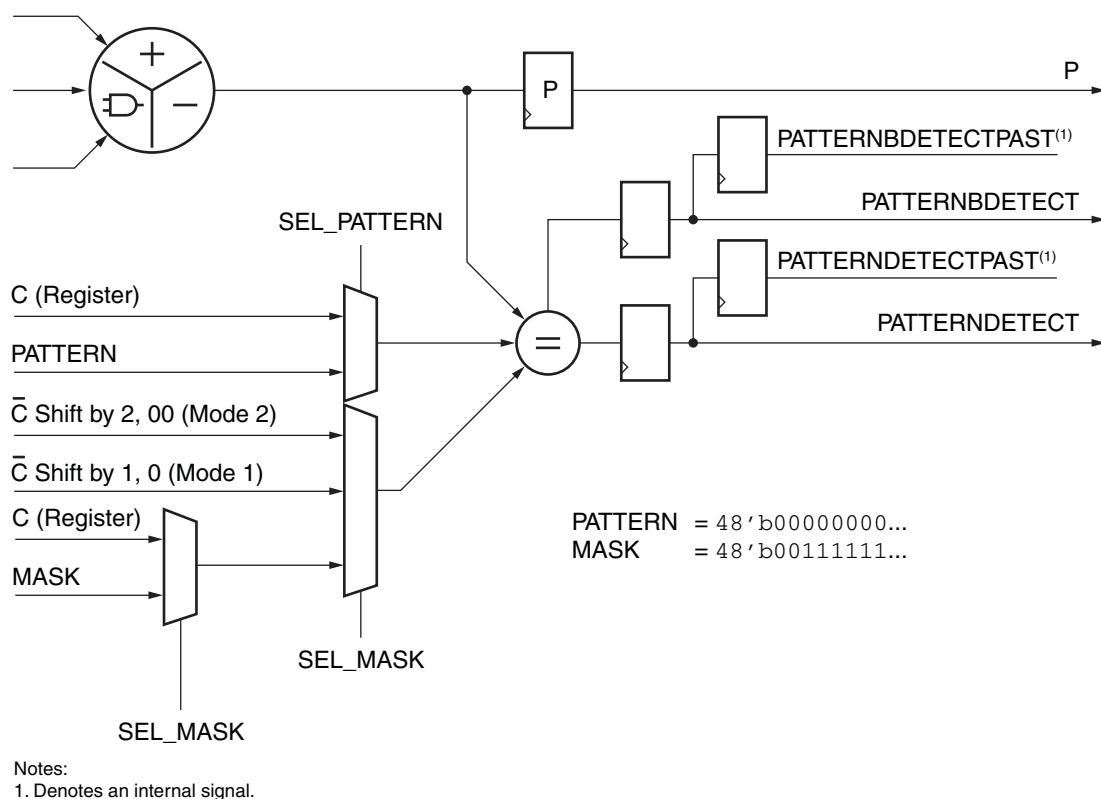 P
P
PATTERNBDETECTPAST(1)
PATTERNBDETECT
SEL_PATTERN
PATTERNDETECTPAST(1)
C (Register)
PATTERNDETECT
PATTERN
=
C̅ Shift by 2, 00 (Mode 2)
C̅ Shift by 1, 0 (Mode 1)
C (Register)
PATTERN = 48'b00000000...
MASK = 48'b00111111...
MASK
SEL_MASK
SEL_MASK
Notes:
1. Denotes an internal signal.